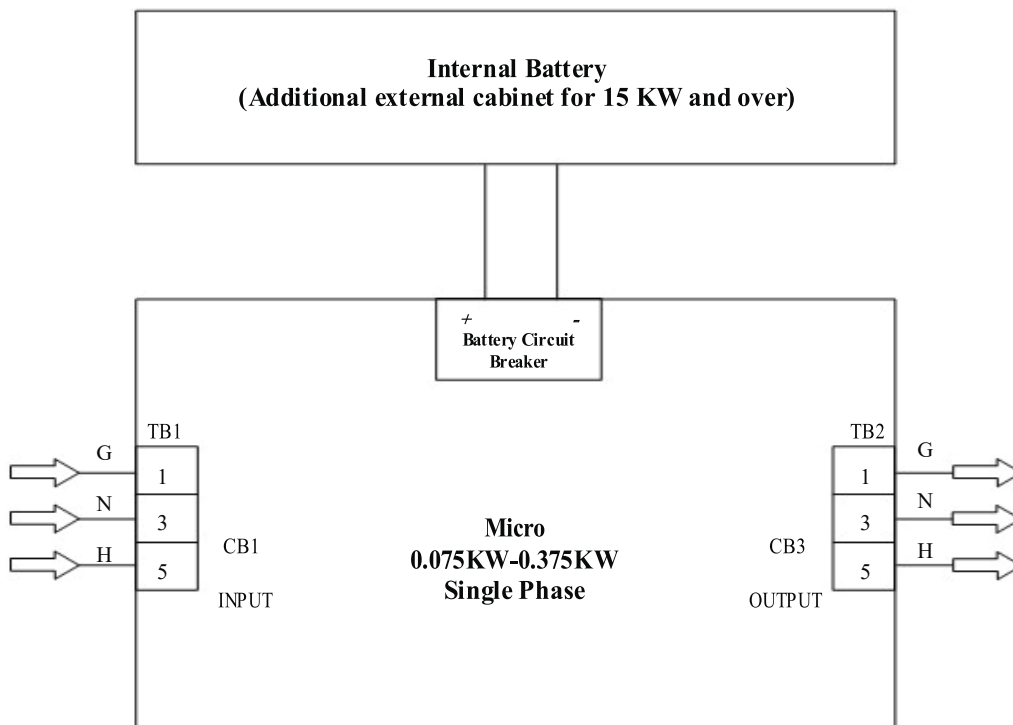 Internal Battery
(Additional external cabinet for 15 KW and over)
+ -
Battery Circuit
Breaker
TB1
G
1
N
3
H
5
CB1
INPUT
Micro
0.075KW-0.375KW
Single Phase
TB2
G
1
N
3
H
5
CB3
OUTPUT